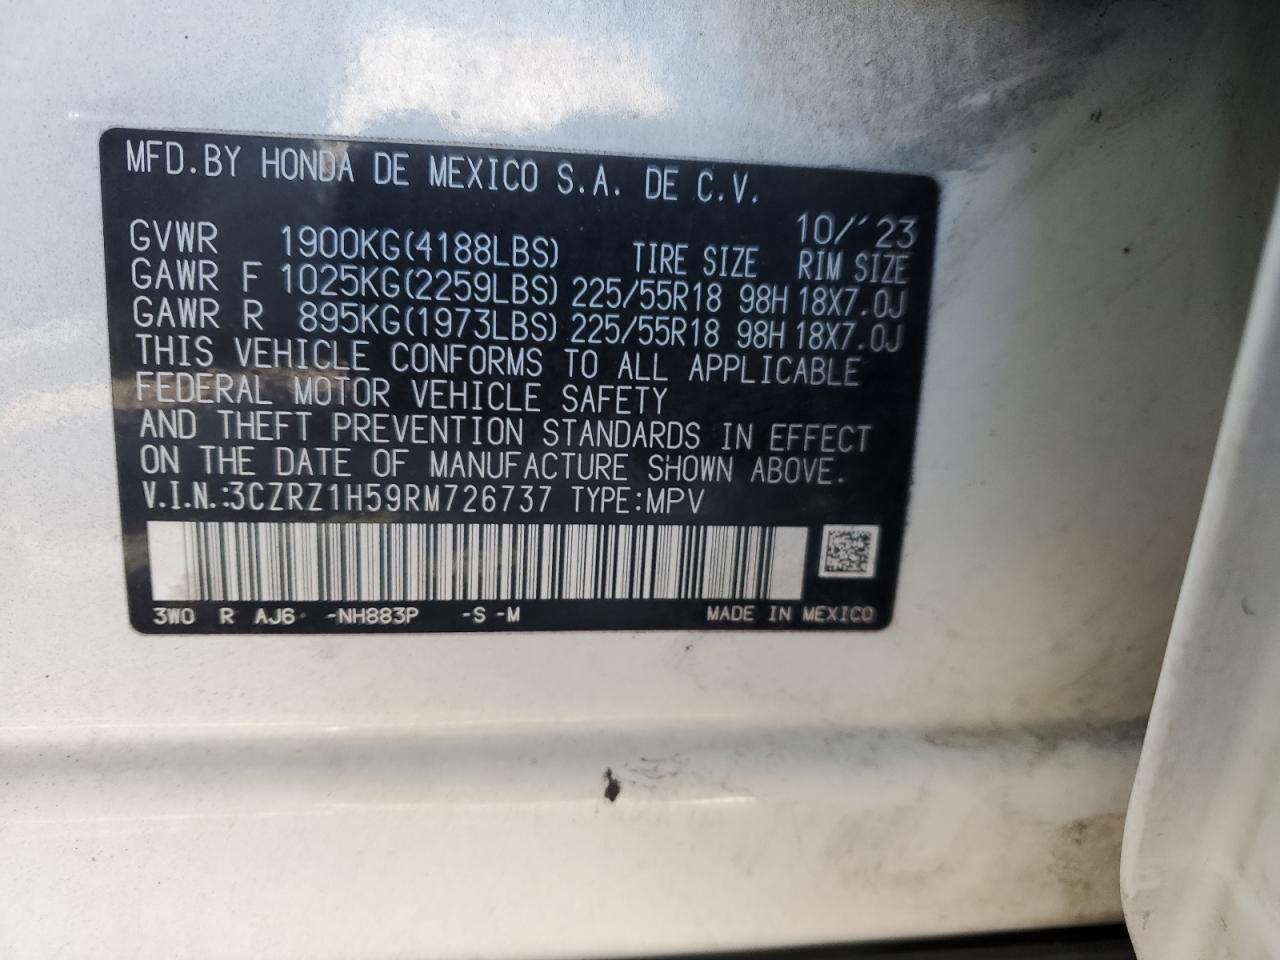 MFD.BY HONDA DE MEXICO S.A. DE C.V.
10/'23
GVWR 1900KG(4188LBS) TIRE SIZE RIM SIZE
GAWR F 1025KG(2259LBS) 225/55R18 98H 18X7.0J
GAWR R 895KG(1973LBS) 225/55R18 98H 18X7.0J
THIS VEHICLE CONFORMS TO ALL APPLICABLE
FEDERAL MOTOR VEHICLE SAFETY
AND THEFT PREVENTION STANDARDS IN EFFECT
ON THE DATE OF MANUFACTURE SHOWN ABOVE.
V.I.N.:3CZRZ1H59RM726737 TYPE:MPV
3W0 R AJ6 -NH883P -S -M MADE IN MEXICO